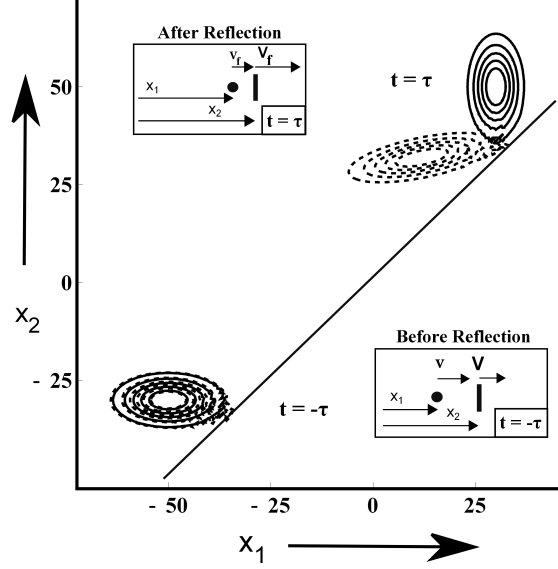 After Reflection
v_f V_f
x_1
x_2
t = τ
t = τ
50
25
0
- 25
x_2
Before Reflection
v V
x_1
x_2
t = -τ
t = -τ
- 50 - 25 0 25
x_1